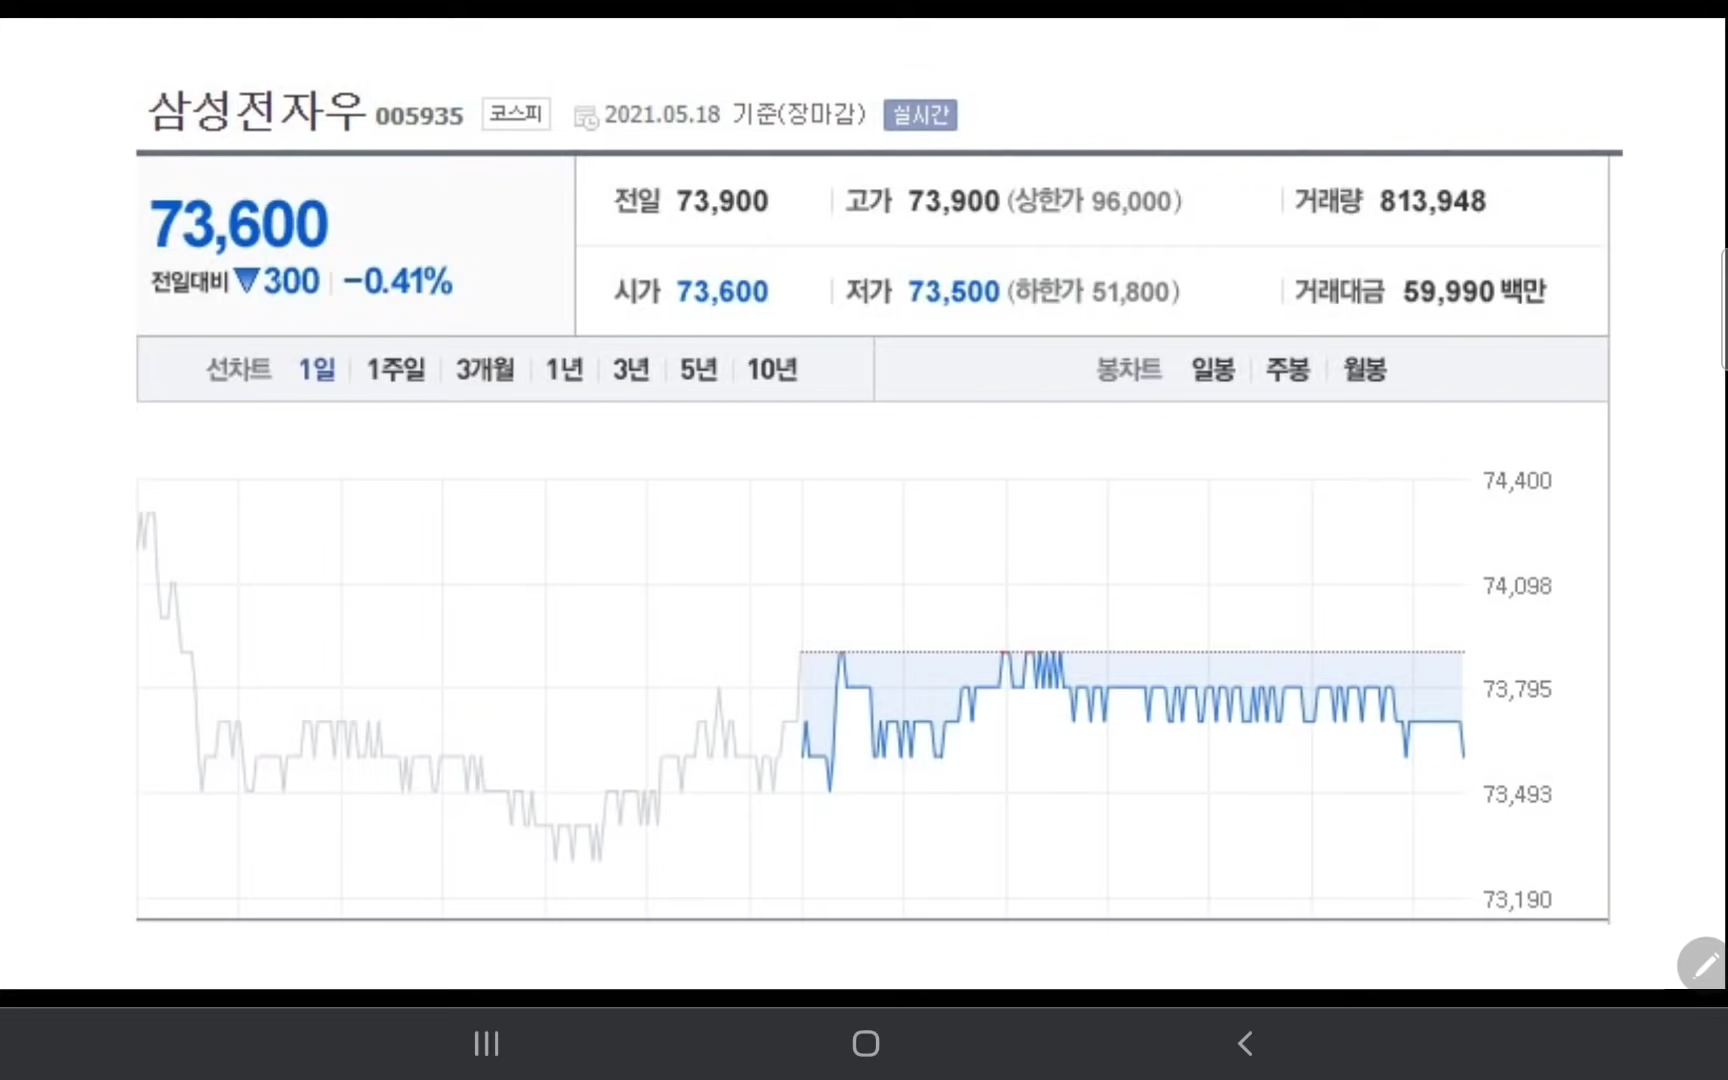 삼성전자우 005935 코스피 2021.05.18 기준(장마감) 실시간
73,600
전일대비 ▼300 -0.41%
전일 73,900 고가 73,900 (상한가 96,000) 거래량 813,948
시가 73,600 저가 73,500 (하한가 51,800) 거래대금 59,990 백만
선차트 1일 1주일 3개월 1년 3년 5년 10년 봉차트 일봉 주봉 월봉
74,400
74,098
73,795
73,493
73,190